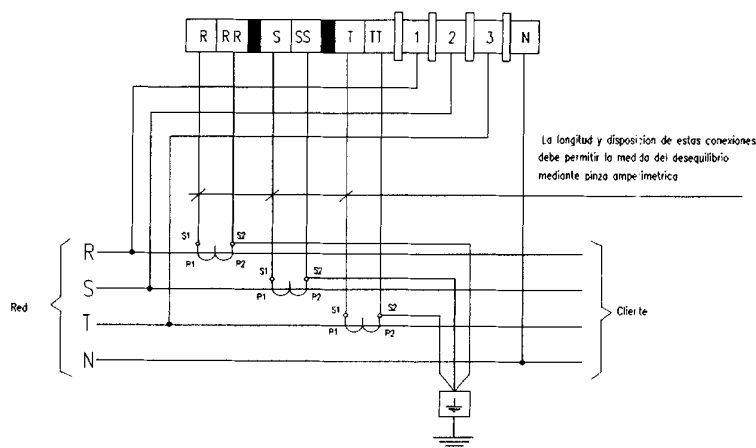 R RR S SS T TT 1 2 3 N
La longitud y disposicion de estas conexiones
debe permitir la medida del desequilibrio
mediante pinza amperimetrica
S1 S2
R
P1 P2
S1 S2
S
P1 P2
Red
Cliente
S1 S2
T
P1 P2
N